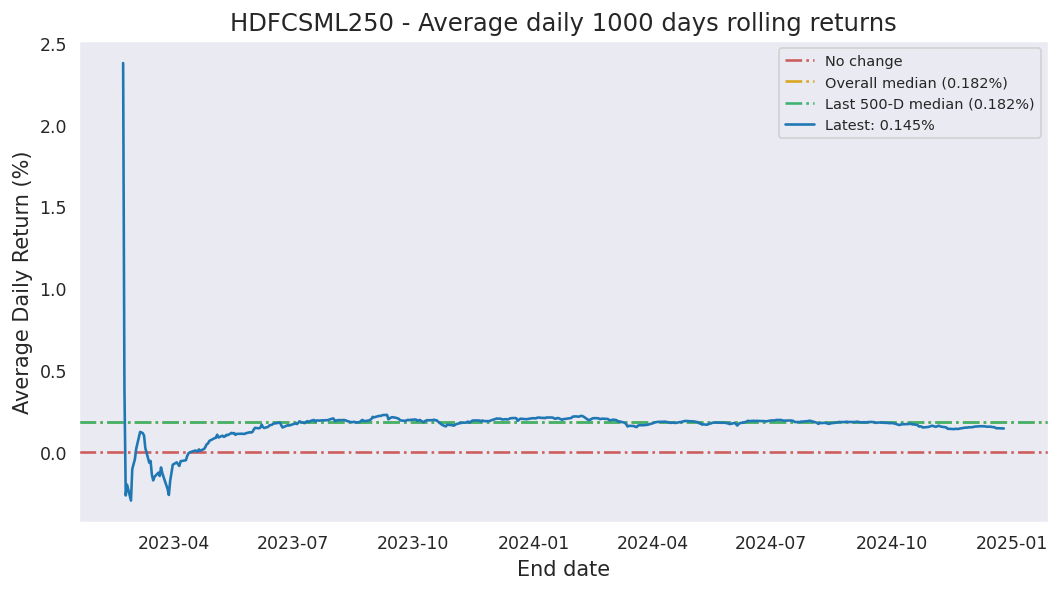 HDFCSML250 - Average daily 1000 days rolling returns
2.5
2.0
1.5
1.0
0.5
0.0
Average Daily Return (%)
No change
Overall median (0.182%)
Last 500-D median (0.182%)
Latest: 0.145%
2023-04
2023-07
2023-10
2024-01
2024-04
2024-07
2024-10
2025-01
End date